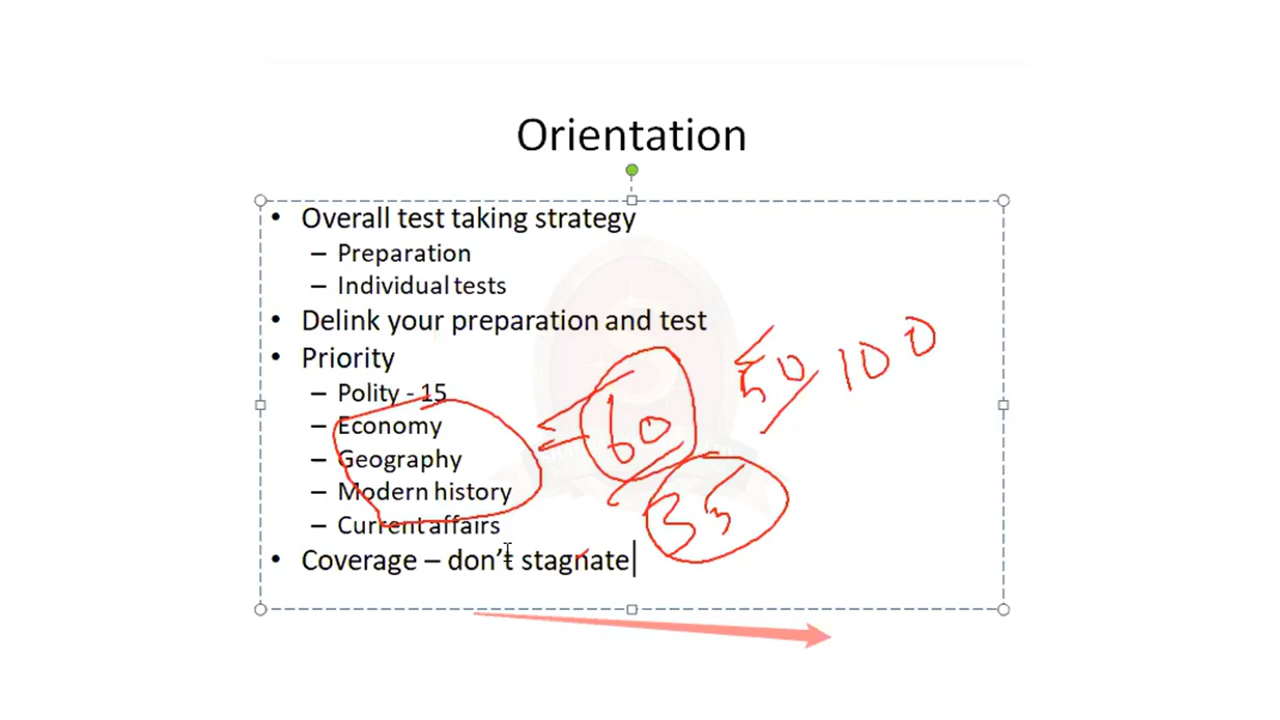 Orientation
• Overall test taking strategy
– Preparation
– Individual tests
• Delink your preparation and test
• Priority
– Polity - 15
– Economy
– Geography
– Modern history
– Current affairs
• Coverage – don't stagnate
50 100
60
35